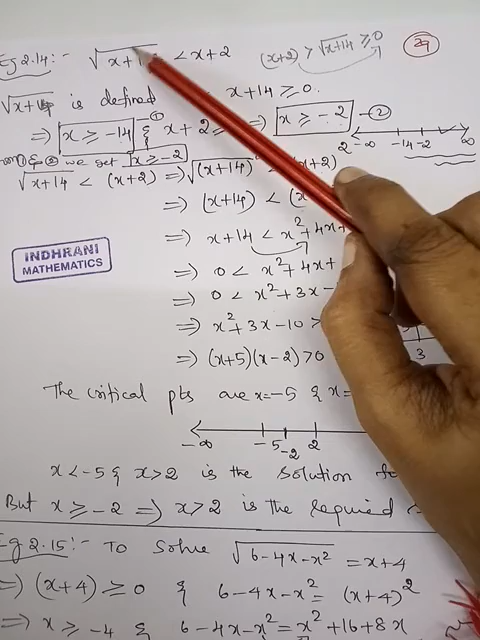 Eg 2.14:- √x+1 < x+2 (x+2) > √x+14 ≥ 0
29
√x+14 is defined x+14 ≥ 0.
⇒ x ≥ -14 ① & x+2 ⇒ x ≥ -2 ②
-∞ -14 -2 ∞
① & ② we get x ≥ -2
√x+14 < (x+2) ⇒ √(x+14) (x+2)²
⇒ (x+14) < (x
⇒ x+14 < x²+4x+
⇒ 0 < x²+4x+
⇒ 0 < x²+3x-
⇒ x²+3x-10 >
⇒ (x+5)(x-2) > 0
3
INDHRANI
MATHEMATICS
The critical pts are x=-5 & x=
-∞ -5 -2 2
x<-5 & x>2 is the solution
But x ≥ -2 ⇒ x>2 is the required
Eg 2.15:- To solve √6-4x-x² = x+4
⇒ (x+4) ≥ 0 & 6-4x-x² = (x+4)²
⇒ x ≥ -4 & 6-4x-x² = x²+16+8x